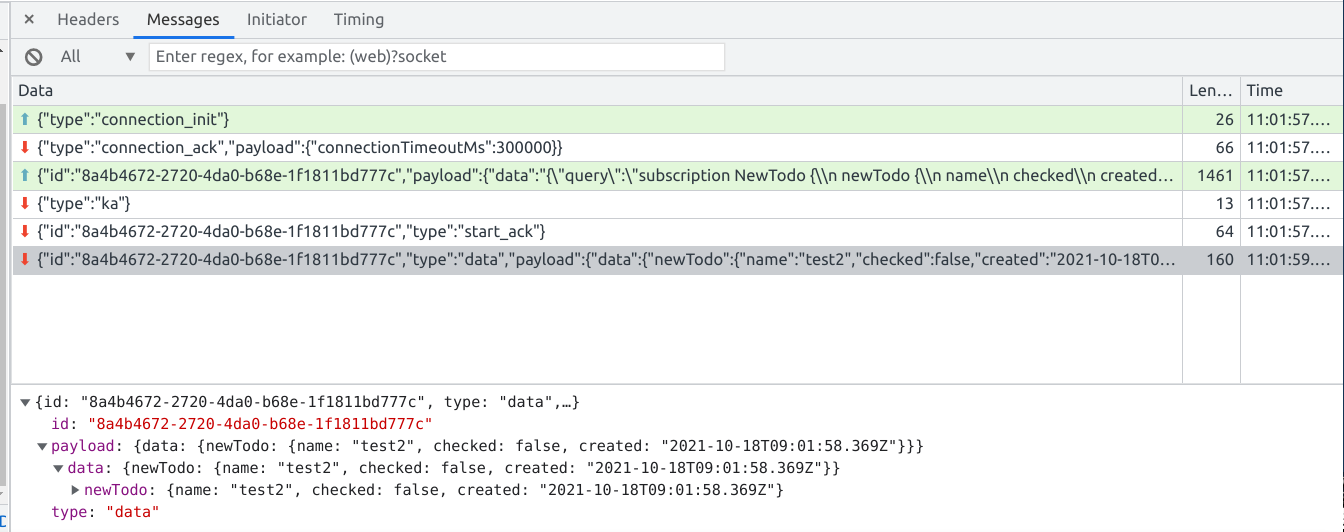 × Headers Messages Initiator Timing
All ▼ Enter regex, for example: (web)?socket
Data Len… Time
{"type":"connection_init"} 26 11:01:57.…
{"type":"connection_ack","payload":{"connectionTimeoutMs":300000}} 66 11:01:57.…
{"id":"8a4b4672-2720-4da0-b68e-1f1811bd777c","payload":{"data":"{\"query\":\"subscription NewTodo {\\n newTodo {\\n name\\n checked\\n created… 1461 11:01:57.…
{"type":"ka"} 13 11:01:57.…
{"id":"8a4b4672-2720-4da0-b68e-1f1811bd777c","type":"start_ack"} 64 11:01:57.…
{"id":"8a4b4672-2720-4da0-b68e-1f1811bd777c","type":"data","payload":{"data":{"newTodo":{"name":"test2","checked":false,"created":"2021-10-18T0… 160 11:01:59.…
▼{id: "8a4b4672-2720-4da0-b68e-1f1811bd777c", type: "data",…}
id: "8a4b4672-2720-4da0-b68e-1f1811bd777c"
▼payload: {data: {newTodo: {name: "test2", checked: false, created: "2021-10-18T09:01:58.369Z"}}}
▼data: {newTodo: {name: "test2", checked: false, created: "2021-10-18T09:01:58.369Z"}}
▶newTodo: {name: "test2", checked: false, created: "2021-10-18T09:01:58.369Z"}
type: "data"